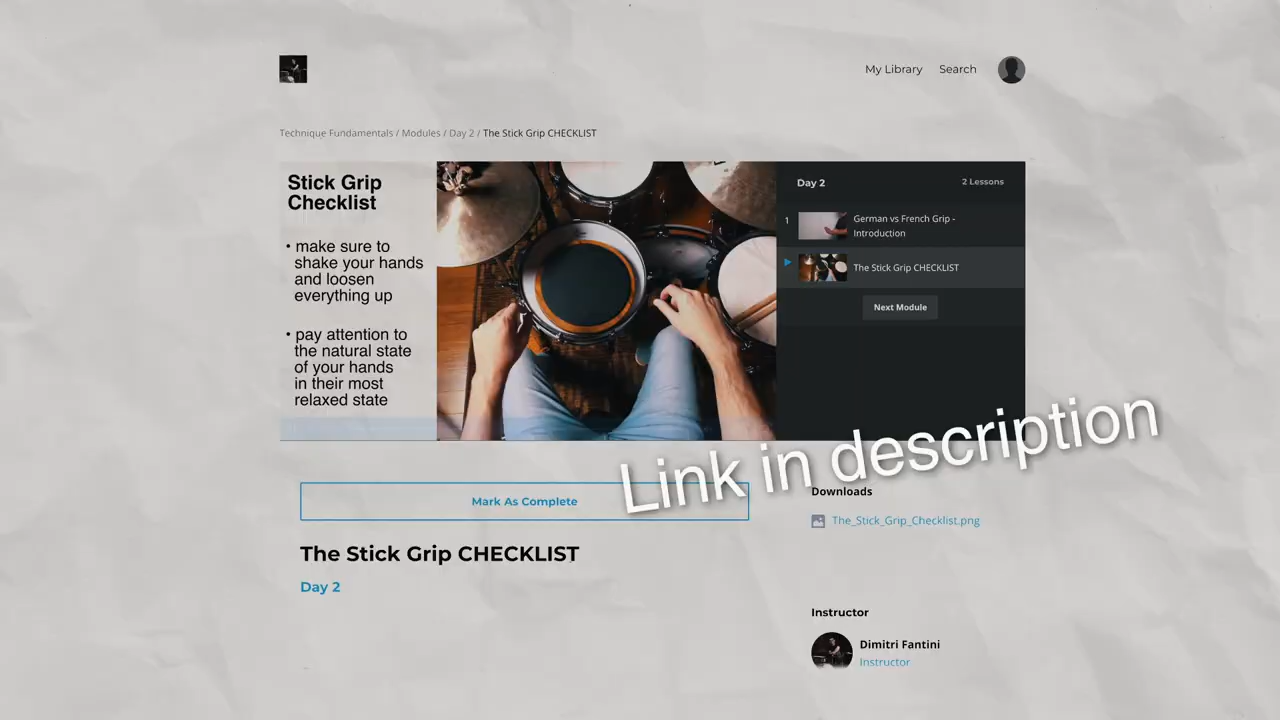 My Library
Search
Technique Fundamentals / Modules / Day 2 / The Stick Grip CHECKLIST
Stick Grip
Checklist
• make sure to
shake your hands
and loosen
everything up
• pay attention to
the natural state
of your hands
in their most
relaxed state
Day 2
2 Lessons
1
German vs French Grip -
Introduction
The Stick Grip CHECKLIST
Next Module
Link in description
Mark As Complete
The Stick Grip CHECKLIST
Day 2
Downloads
The_Stick_Grip_Checklist.png
Instructor
Dimitri Fantini
Instructor